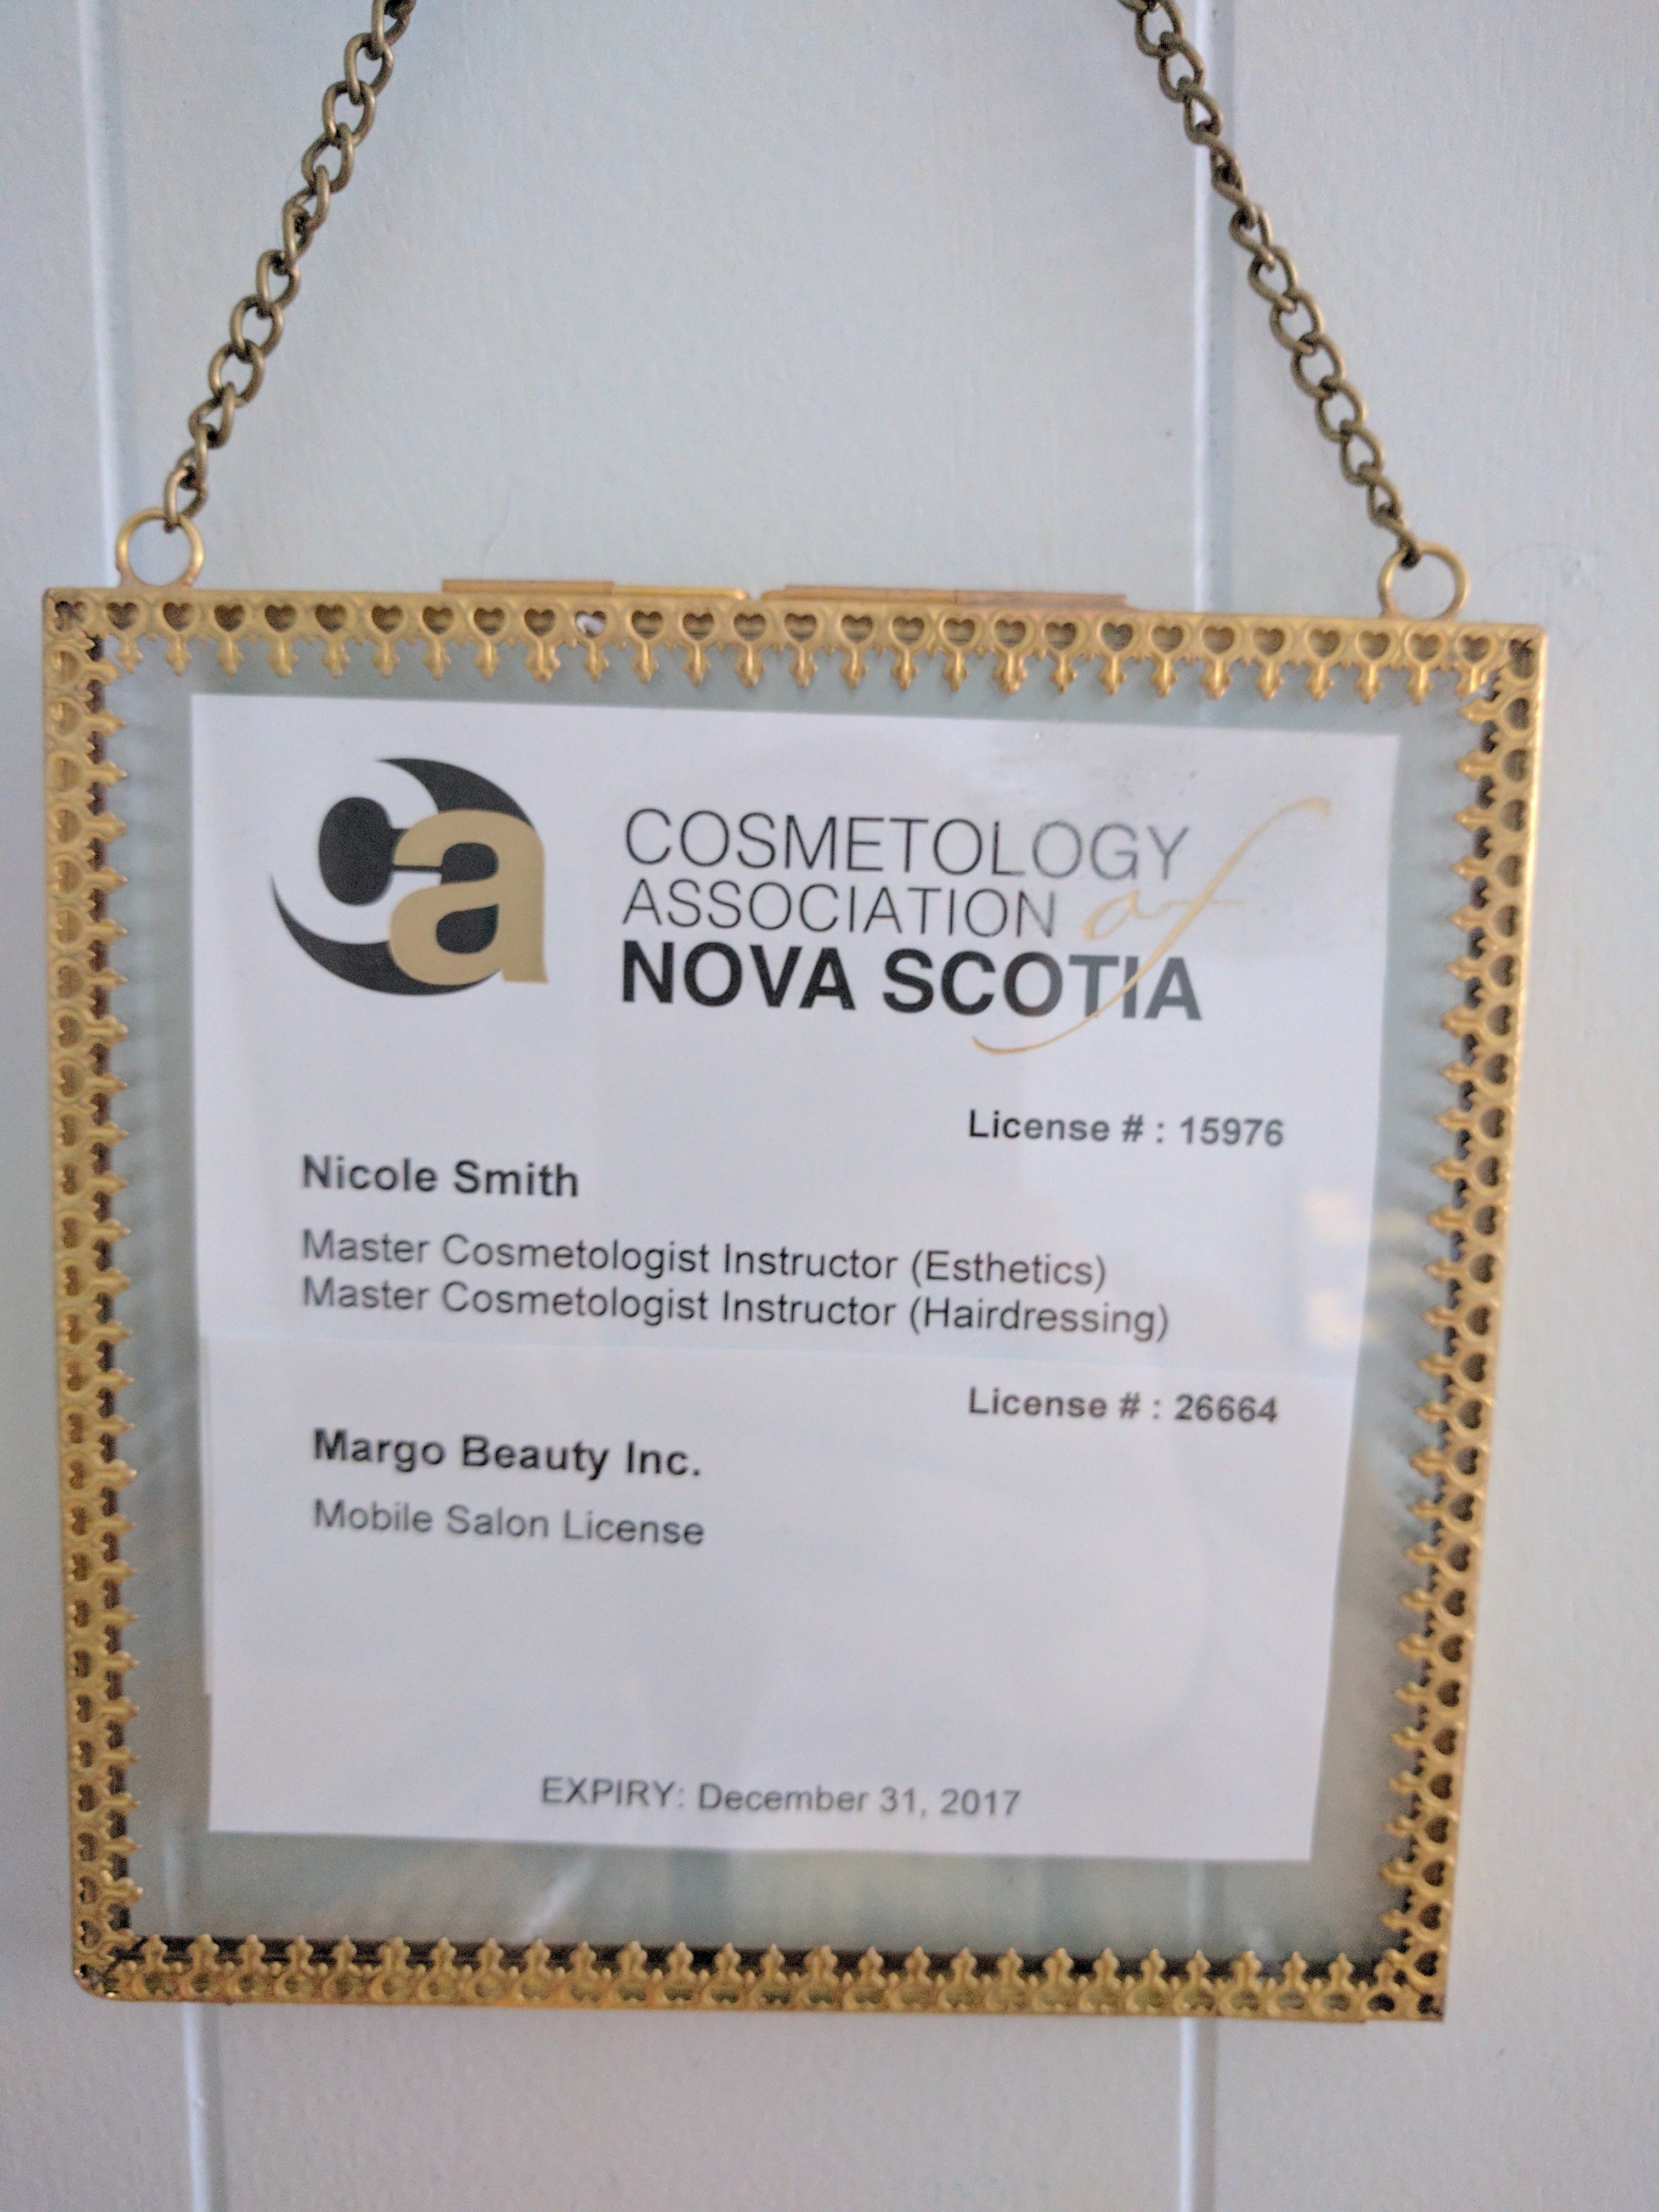 ca
COSMETOLOGY
ASSOCIATION of
NOVA SCOTIA
License # : 15976
Nicole Smith
Master Cosmetologist Instructor (Esthetics)
Master Cosmetologist Instructor (Hairdressing)
License # : 26664
Margo Beauty Inc.
Mobile Salon License
EXPIRY: December 31, 2017